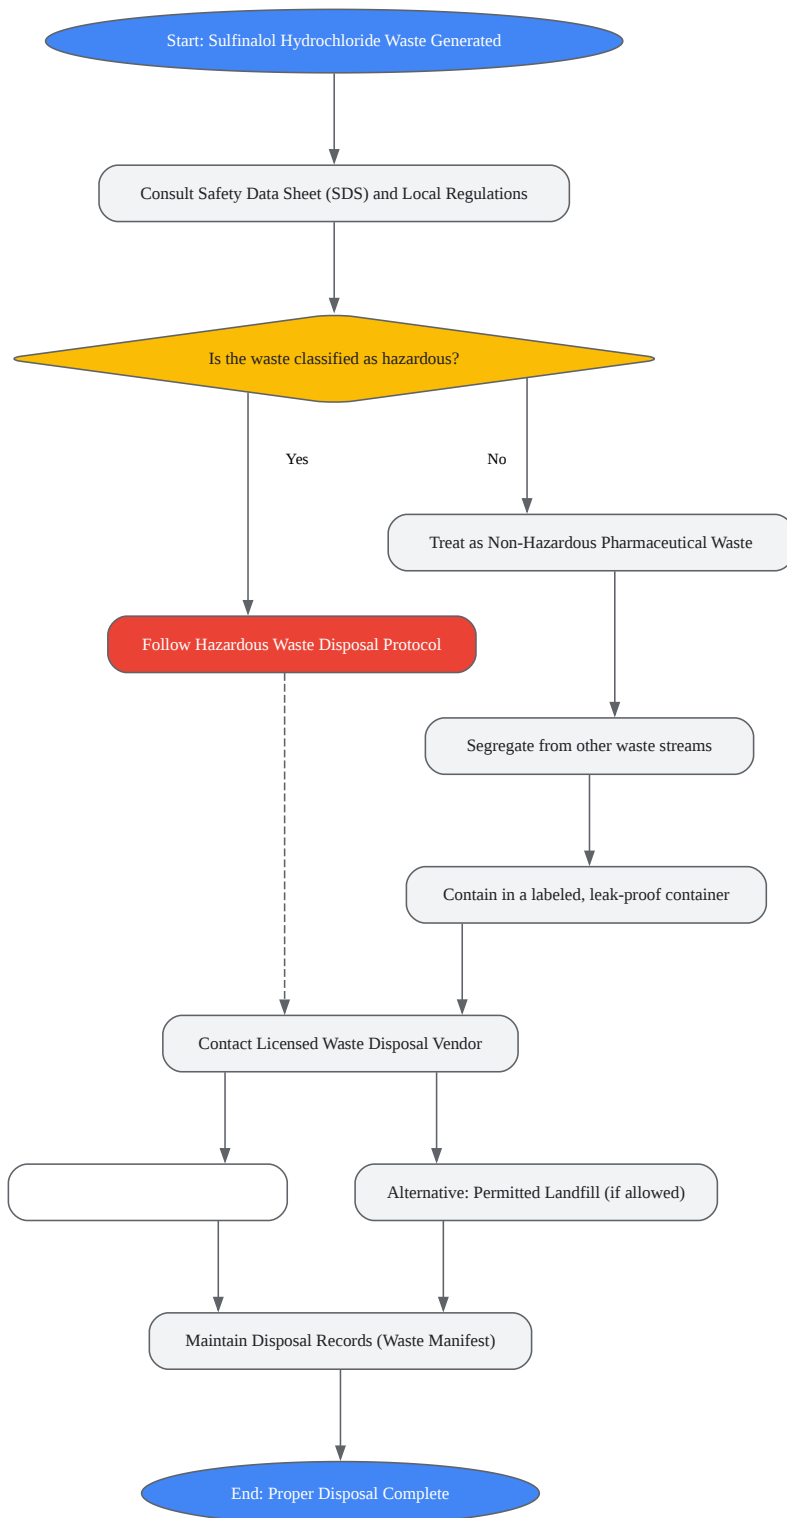 Start: Sulfinalol Hydrochloride Waste Generated
Consult Safety Data Sheet (SDS) and Local Regulations
Is the waste classified as hazardous?
Yes
No
Treat as Non-Hazardous Pharmaceutical Waste
Follow Hazardous Waste Disposal Protocol
Segregate from other waste streams
Contain in a labeled, leak-proof container
Contact Licensed Waste Disposal Vendor
Alternative: Permitted Landfill (if allowed)
Maintain Disposal Records (Waste Manifest)
End: Proper Disposal Complete